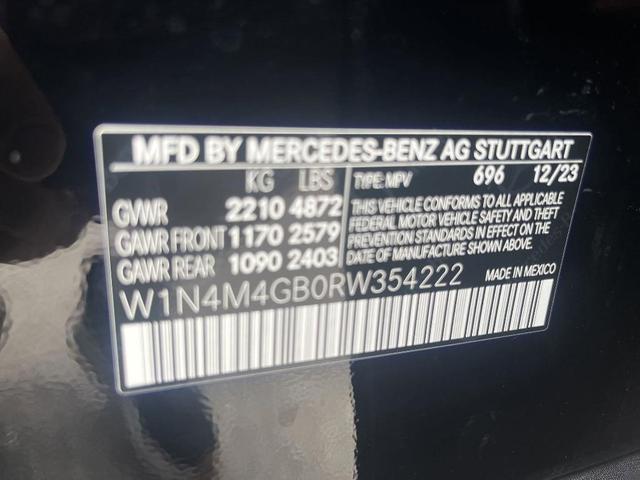 MFD BY MERCEDES-BENZ AG STUTTGART
KG LBS
GVWR 2210 4872
GAWR FRONT 1170 2579
GAWR REAR 1090 2403
TYPE: MPV 696 12/23
THIS VEHICLE CONFORMS TO ALL APPLICABLE
FEDERAL MOTOR VEHICLE SAFETY AND THEFT
PREVENTION STANDARDS IN EFFECT ON THE
DATE OF MANUFACTURE SHOWN ABOVE.
MADE IN MEXICO
W1N4M4GB0RW354222